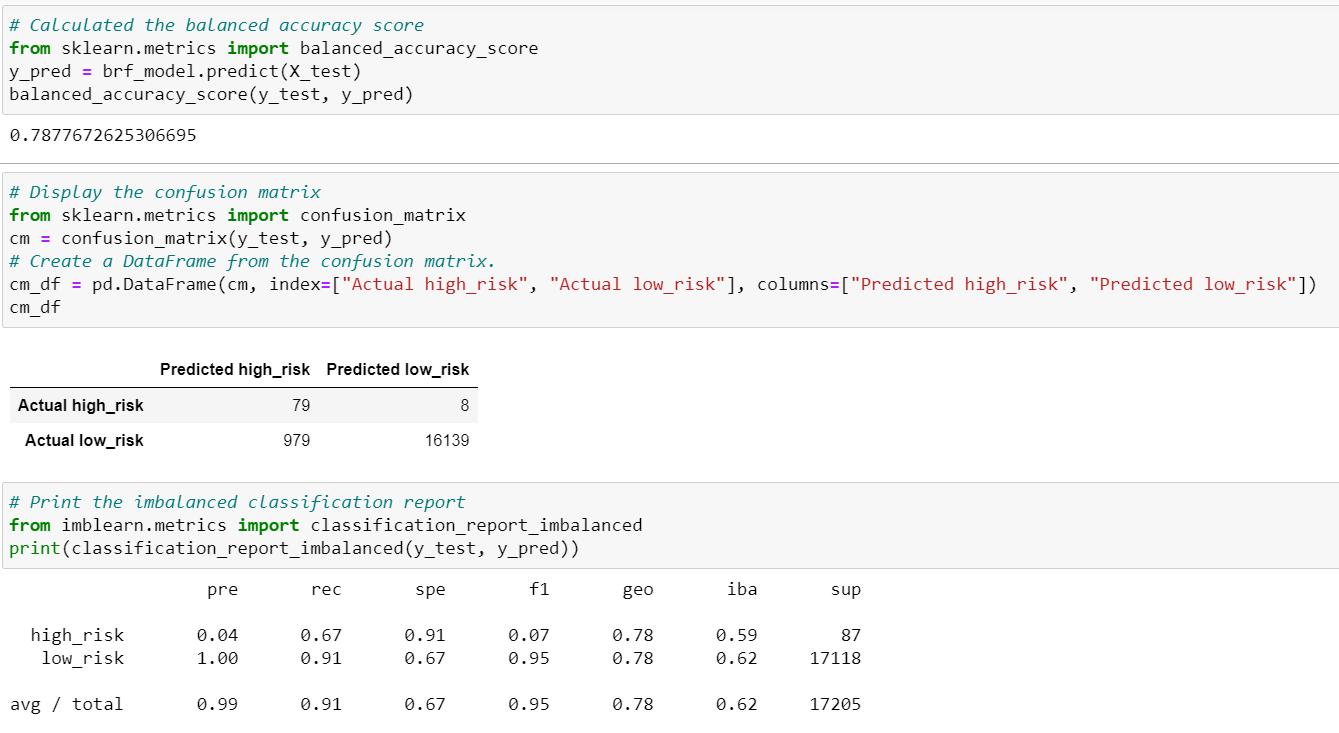 # Calculated the balanced accuracy score
from sklearn.metrics import balanced_accuracy_score
y_pred = brf_model.predict(X_test)
balanced_accuracy_score(y_test, y_pred)
0.7877672625306695
# Display the confusion matrix
from sklearn.metrics import confusion_matrix
cm = confusion_matrix(y_test, y_pred)
# Create a DataFrame from the confusion matrix.
cm_df = pd.DataFrame(cm, index=["Actual high_risk", "Actual low_risk"], columns=["Predicted high_risk", "Predicted low_risk"])
cm_df
Predicted high_risk Predicted low_risk
Actual high_risk 79 8
Actual low_risk 979 16139
# Print the imbalanced classification report
from imblearn.metrics import classification_report_imbalanced
print(classification_report_imbalanced(y_test, y_pred))
pre rec spe f1 geo iba sup
high_risk 0.04 0.67 0.91 0.07 0.78 0.59 87
low_risk 1.00 0.91 0.67 0.95 0.78 0.62 17118
avg / total 0.99 0.91 0.67 0.95 0.78 0.62 17205